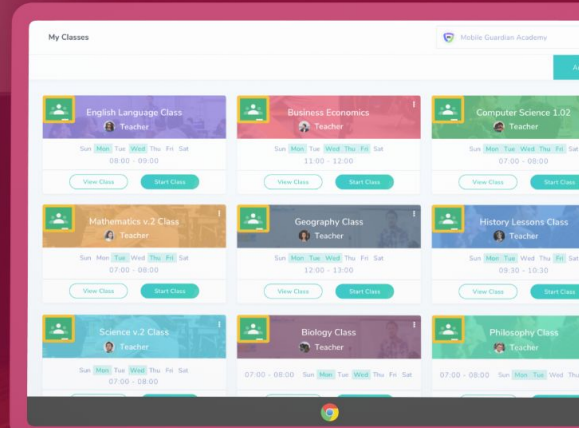 My Classes
Mobile Guardian Academy
English Language Class
Teacher
Sun Mon Tue Wed Thu Fri Sat
08:00 - 09:00
View Class
Start Class
Business Economics
Teacher
Sun Mon Tue Wed Thu Fri Sat
11:00 - 12:00
View Class
Start Class
Computer Science 1.02
Teacher
Sun Mon Tue Wed Thu Fri Sat
07:00 - 08:00
View Class
Start Class
Mathematics v.2 Class
Teacher
Sun Mon Tue Wed Thu Fri Sat
07:00 - 08:00
View Class
Start Class
Geography Class
Teacher
Sun Mon Tue Wed Thu Fri Sat
12:00 - 13:00
View Class
Start Class
History Lessons Class
Teacher
Sun Mon Tue Wed Thu Fri Sat
09:30 - 10:30
View Class
Start Class
Science v.2 Class
Teacher
Sun Mon Tue Wed Thu Fri Sat
07:00 - 08:00
Biology Class
Teacher
07:00 - 08:00 Sun Mon Tue Wed Thu Fri Sat
Philosophy Class
Teacher
07:00 - 08:00 Sun Mon Tue Wed Thu